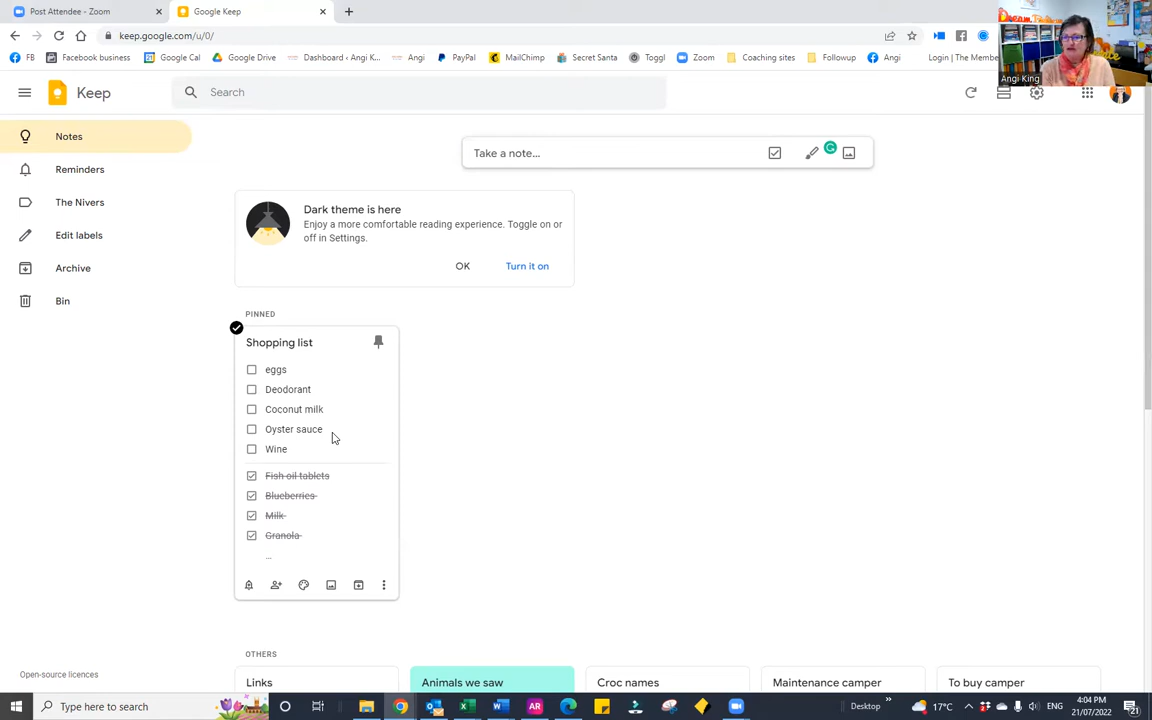 Post Attendee - Zoom
Google Keep
keep.google.com/u/0/
FB
Facebook business
Google Cal
Google Drive
Dashboard ‹ Angi K...
Angi
PayPal
MailChimp
Secret Santa
Toggl
Zoom
Coaching sites
Followup
Angi
Login | The Membe
Angi King
Keep
Search
Notes
Reminders
The Nivers
Edit labels
Archive
Bin
Take a note...
Dark theme is here
Enjoy a more comfortable reading experience. Toggle on or
off in Settings.
OK
Turn it on
PINNED
Shopping list
eggs
Deodorant
Coconut milk
Oyster sauce
Wine
Fish oil tablets
Blueberries
Milk
Granola
...
OTHERS
Links
Animals we saw
Croc names
Maintenance camper
To buy camper
Open-source licences
Type here to search
Desktop
17°C
ENG
4:04 PM
21/07/2022